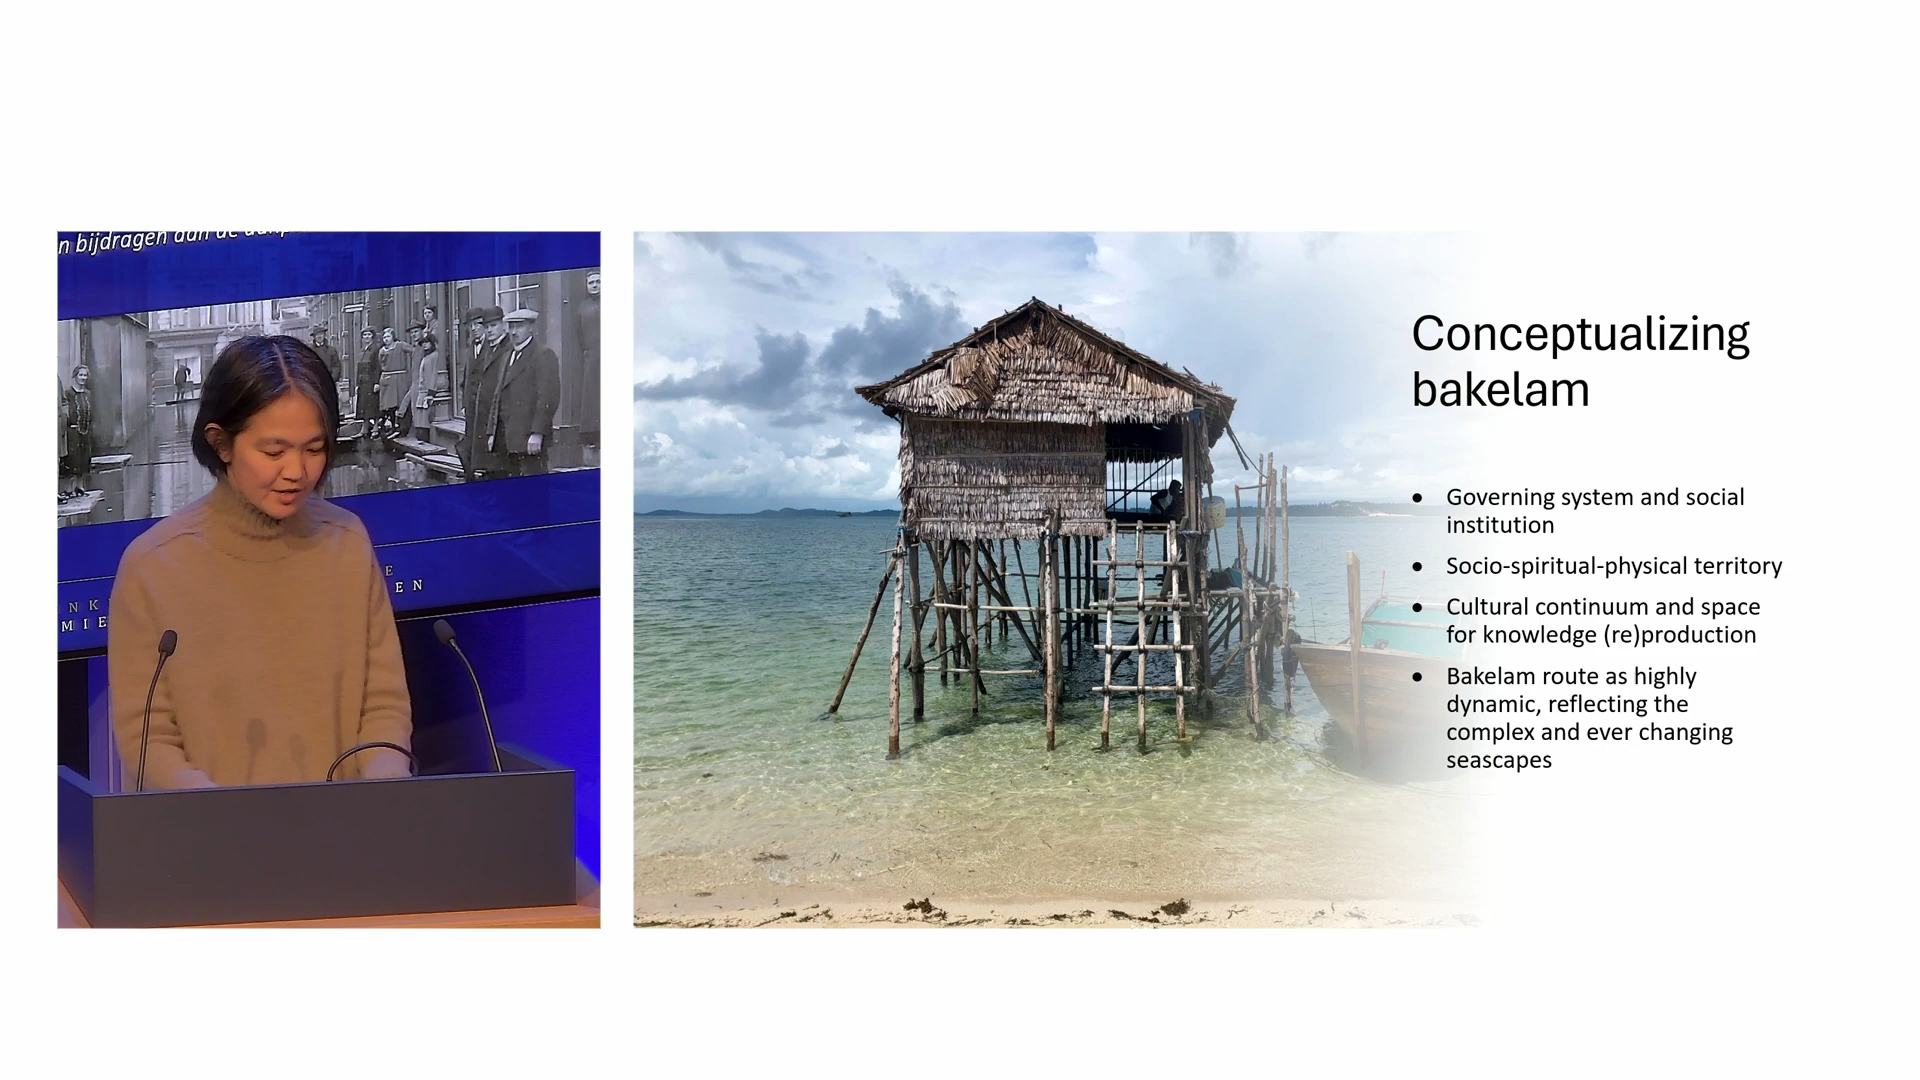 n bijdragen aan de
E
E N
N K
M I E
Conceptualizing
bakelam
• Governing system and social
institution
• Socio-spiritual-physical territory
• Cultural continuum and space
for knowledge (re)production
• Bakelam route as highly
dynamic, reflecting the
complex and ever changing
seascapes